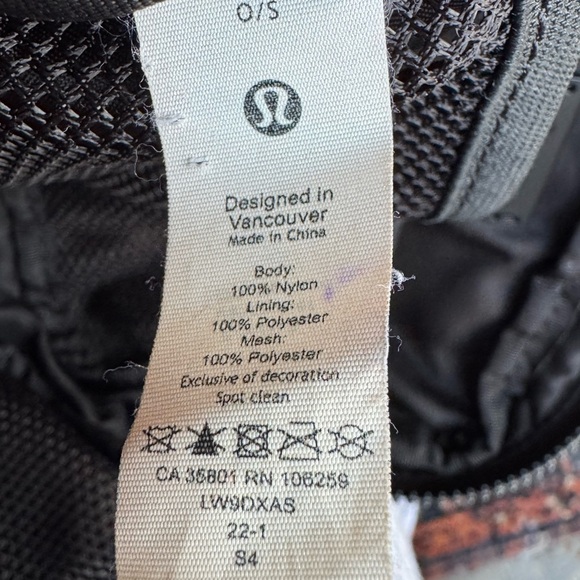 O/S
Designed in
Vancouver
Made in China
Body:
100% Nylon
Lining:
100% Polyester
Mesh:
100% Polyester
Exclusive of decoration
Spot clean
CA 35801 RN 106259
LW9DXAS
22-1
S4